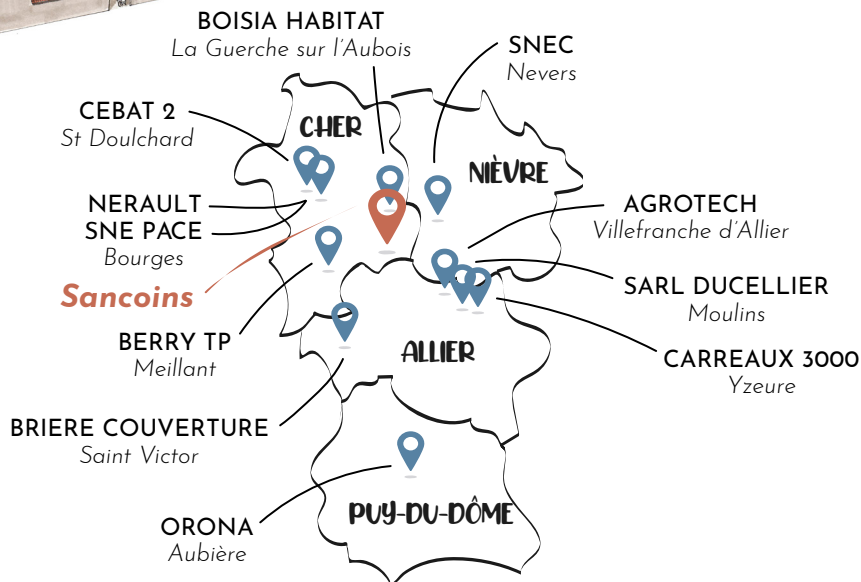 BOISIA HABITAT
La Guerche sur l'Aubois
SNEC
Nevers
CEBAT 2
St Doulchard
CHER
NIÈVRE
NERAULT
SNE PACE
Bourges
AGROTECH
Villefranche d'Allier
Sancoins
SARL DUCELLIER
Moulins
BERRY TP
Meillant
ALLIER
CARREAUX 3000
Yzeure
BRIERE COUVERTURE
Saint Victor
PUY-DU-DÔME
ORONA
Aubière